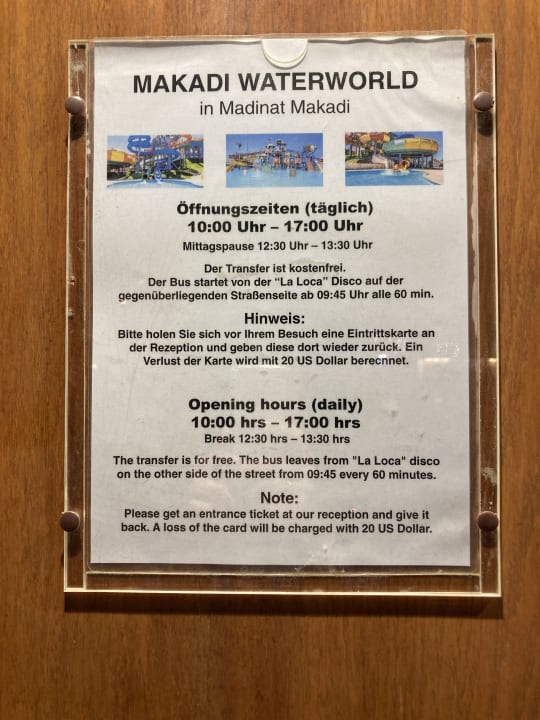 MAKADI WATERWORLD
in Madinat Makadi
Öffnungszeiten (täglich)
10:00 Uhr – 17:00 Uhr
Mittagspause 12:30 Uhr – 13:30 Uhr
Der Transfer ist kostenfrei.
Der Bus startet von der “La Loca” Disco auf der
gegenüberliegenden Straßenseite ab 09:45 Uhr alle 60 min.
Hinweis:
Bitte holen Sie sich vor Ihrem Besuch eine Eintrittskarte an
der Rezeption und geben diese dort wieder zurück. Ein
Verlust der Karte wird mit 20 US Dollar berechnet.
Opening hours (daily)
10:00 hrs – 17:00 hrs
Break 12:30 hrs – 13:30 hrs
The transfer is for free. The bus leaves from "La Loca" disco
on the other side of the street from 09:45 every 60 minutes.
Note:
Please get an entrance ticket at our reception and give it
back. A loss of the card will be charged with 20 US Dollar.